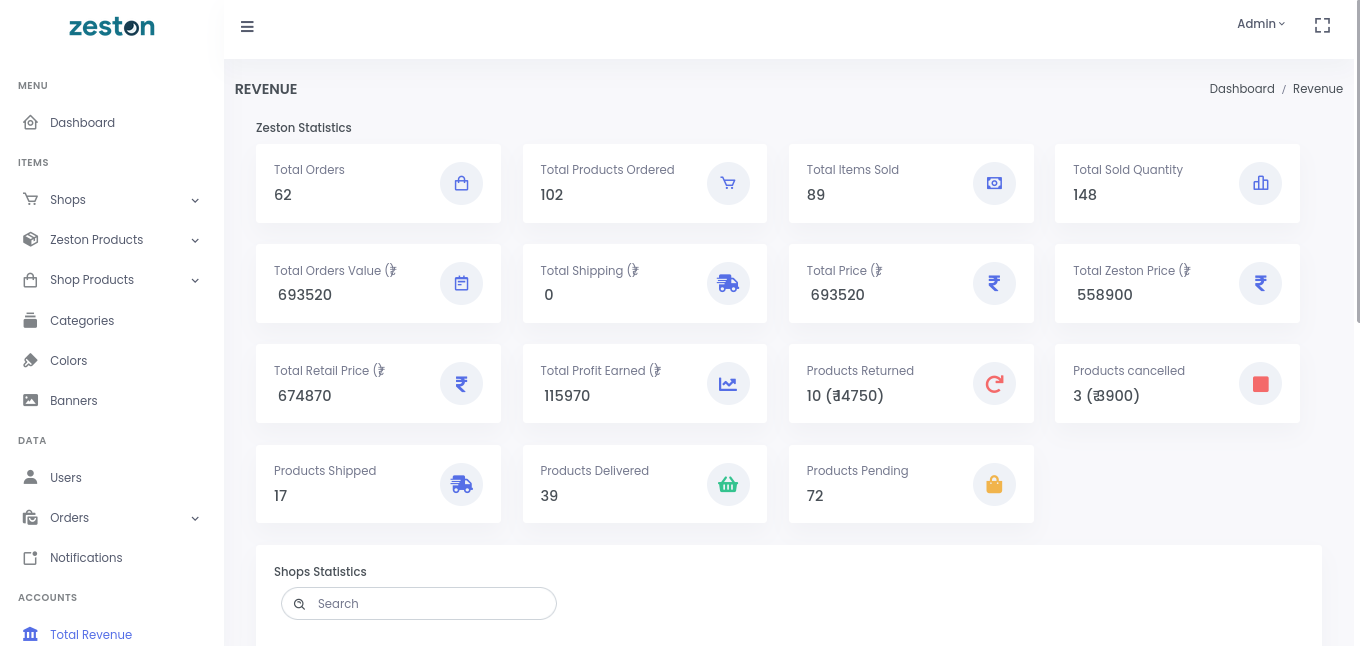 zeston
Admin
MENU
REVENUE
Dashboard / Revenue
Dashboard
Zeston Statistics
ITEMS
Total Orders
62
Total Products Ordered
102
Total Items Sold
89
Total Sold Quantity
148
Shops
Zeston Products
Shop Products
Total Orders Value (₹)
693520
Total Shipping (₹)
0
Total Price (₹)
693520
Total Zeston Price (₹)
558900
Categories
Colors
Banners
Total Retail Price (₹)
674870
Total Profit Earned (₹)
115970
Products Returned
10 (₹14750)
Products cancelled
3 (₹3900)
DATA
Users
Orders
Notifications
Products Shipped
17
Products Delivered
39
Products Pending
72
ACCOUNTS
Total Revenue
Shops Statistics
Search